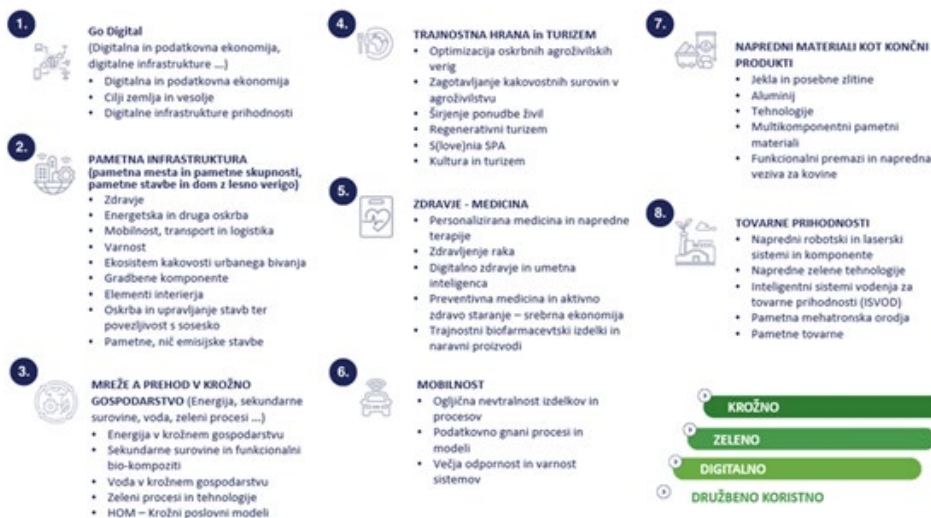 1.
Go Digital
(Digitalna in podatkovna ekonomija,
digitalne infrastrukture ....)
• Digitalna in podatkovna ekonomija
• Cilji zemlja in vesolje
• Digitalne infrastrukture prihodnosti
2.
PAMETNA INFRASTRUKTURA
(pametna mesta in pametne skupnosti,
pametne stavbe in dom z lesno verigo)
• Zdravje
• Energetska in druga oskrba
• Mobilnost, transport in logistika
• Varnost
• Ekosistem kakovosti urbanega bivanja
• Gradbene komponente
• Elementi interierja
• Oskrba in upravljanje stavb ter
povezljivost s sosesko
• Pametne, nič emisijske stavbe
3.
MREŽE A PREHOD V KROŽNO
GOSPODARSTVO (Energija, sekundarne
surovine, voda, zeleni procesi ....)
• Energija v krožnem gospodarstvu
• Sekundarne surovine in funkcionalni
bio-kompoziti
• Voda v krožnem gospodarstvu
• Zeleni procesi in tehnologije
• HOM – Krožni poslovni modeli
4.
TRAJNOSTNA HRANA in TURIZEM
• Optimizacija oskrbnih agroživilskih
verig
• Zagotavljanje kakovostnih surovin v
agroživilstvu
• Širjenje ponudbe živil
• Regenerativni turizem
• S(love)nia SPA
• Kultura in turizem
5.
ZDRAVJE - MEDICINA
• Personalizirana medicina in napredne
terapije
• Zdravljenje raka
• Digitalno zdravje in umetna
inteligenca
• Preventivna medicina in aktivno
zdravo staranje – srebrna ekonomija
• Trajnostni biofarmacevtski izdelki in
naravni proizvodi
6.
MOBILNOST
• Ogljična nevtralnost izdelkov in
procesov
• Podatkovno gnani procesi in
modeli
• Večja odpornost in varnost
sistemov
7.
NAPREDNI MATERIALI KOT KONČNI
PRODUKTI
• Jekla in posebne zlitine
• Aluminij
• Tehnologije
• Multikomponentni pametni
materiali
• Funkcionalni premazi in napredna
veziva za kovine
8.
TOVARNE PRIHODNOSTI
• Napredni robotski in laserski
sistemi in komponente
• Napredne zelene tehnologije
• Inteligentni sistemi vodenja za
tovarne prihodnosti (ISVOD)
• Pametna mehatronska orodja
• Pametne tovarne
KROŽNO
ZELENO
DIGITALNO
DRUŽBENO KORISTNO